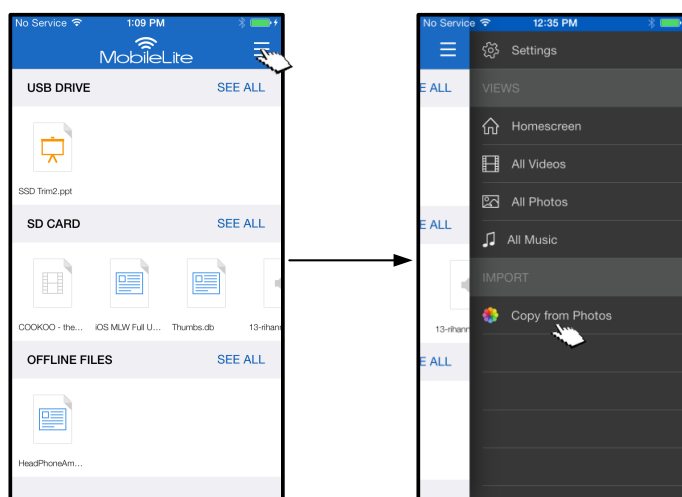 No Service 1:09 PM
MobileLite
USB DRIVE SEE ALL
SSD Trim2.ppt
SD CARD SEE ALL
COOKOO - the... iOS MLW Full U... Thumbs.db 13-rihann
OFFLINE FILES SEE ALL
HeadPhoneAm...
No Service 12:35 PM
Settings
E ALL VIEWS
Homescreen
All Videos
All Photos
E ALL
All Music
IMPORT
Copy from Photos
13-rihann
E ALL